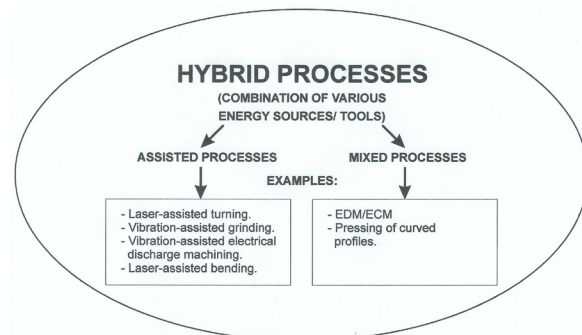 HYBRID PROCESSES
(COMBINATION OF VARIOUS
ENERGY SOURCES/ TOOLS)
ASSISTED PROCESSES
MIXED PROCESSES
EXAMPLES:
- Laser-assisted turning.
- Vibration-assisted grinding.
- Vibration-assisted electrical
discharge machining.
- Laser-assisted bending.
- EDM/ECM
- Pressing of curved
profiles.